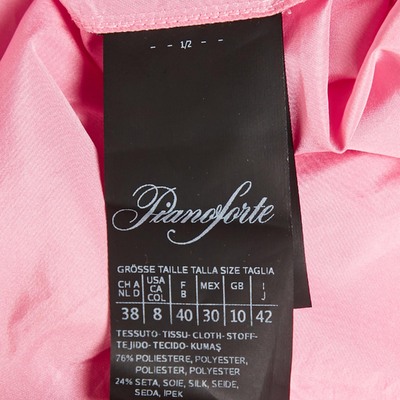 - - 1/2 - -
Pianoforte
GRÖSSE TAILLE TALLA SIZE TAGLIA
CH A NL D USA CA COL F B MEX GB I J
38 8 40 30 10 42
TESSUTO-TISSU-CLOTH-STOFF-
TEJIDO-TECIDO-KUMAŞ
76% POLIESTERE, POLYESTER,
POLIESTER, POLYESTER
24% SETA, SOIE, SILK, SEIDE,
SEDA, IPEK